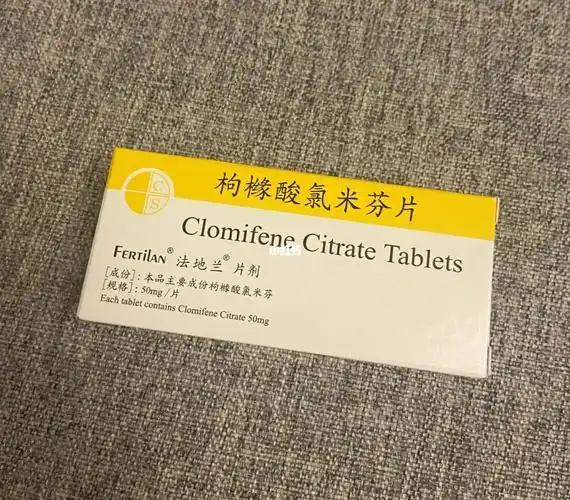 C
S
枸橼酸氯米芬片
Clomifene Citrate Tablets
FERTILAN® 法地兰® 片剂
[成份]：本品主要成份枸橼酸氯米芬
[规格]：50mg/片
Each tablet contains Clomifene Citrate 50mg